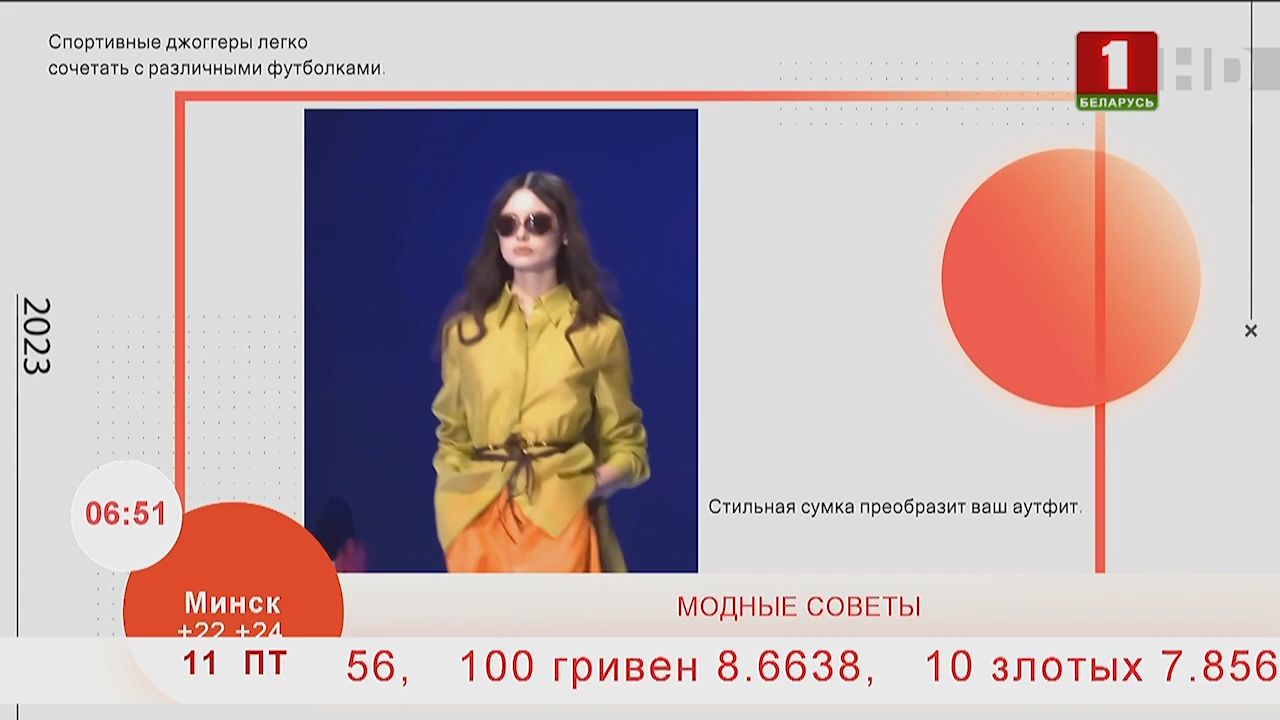 Спортивные джоггеры легко
сочетать с различными футболками.
1 HD
БЕЛАРУСЬ
2023
Стильная сумка преобразит ваш аутфит.
06:51
Минск
+22 +24
МОДНЫЕ СОВЕТЫ
11 ПТ
56, 100 гривен 8.6638, 10 злотых 7.856